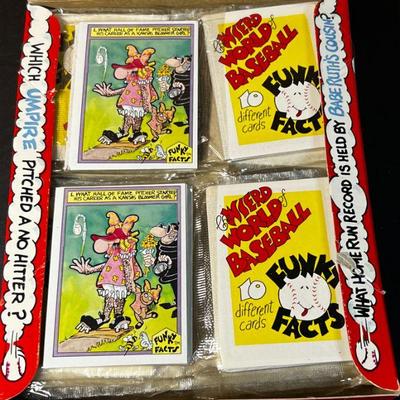 WHICH UMPIRE PITCHED A NO HITTER?
1. WHAT HALL OF FAME PITCHER STARTED
HIS CAREER AS A KANSAS BLOOMER GIRL?
FUNKY
FACTS
The WEIRD
WORLD of
BASEBALL
10
different
cards
FUNKY
FACTS
1. WHAT HALL OF FAME PITCHER STARTED
HIS CAREER AS A KANSAS BLOOMER GIRL?
FUNKY
FACTS
The WEIRD
WORLD of
BASEBALL
10
different
cards
FUNKY
FACTS
WHAT HOME RUN RECORD IS HELD BY BABE RUTH'S COUSIN?